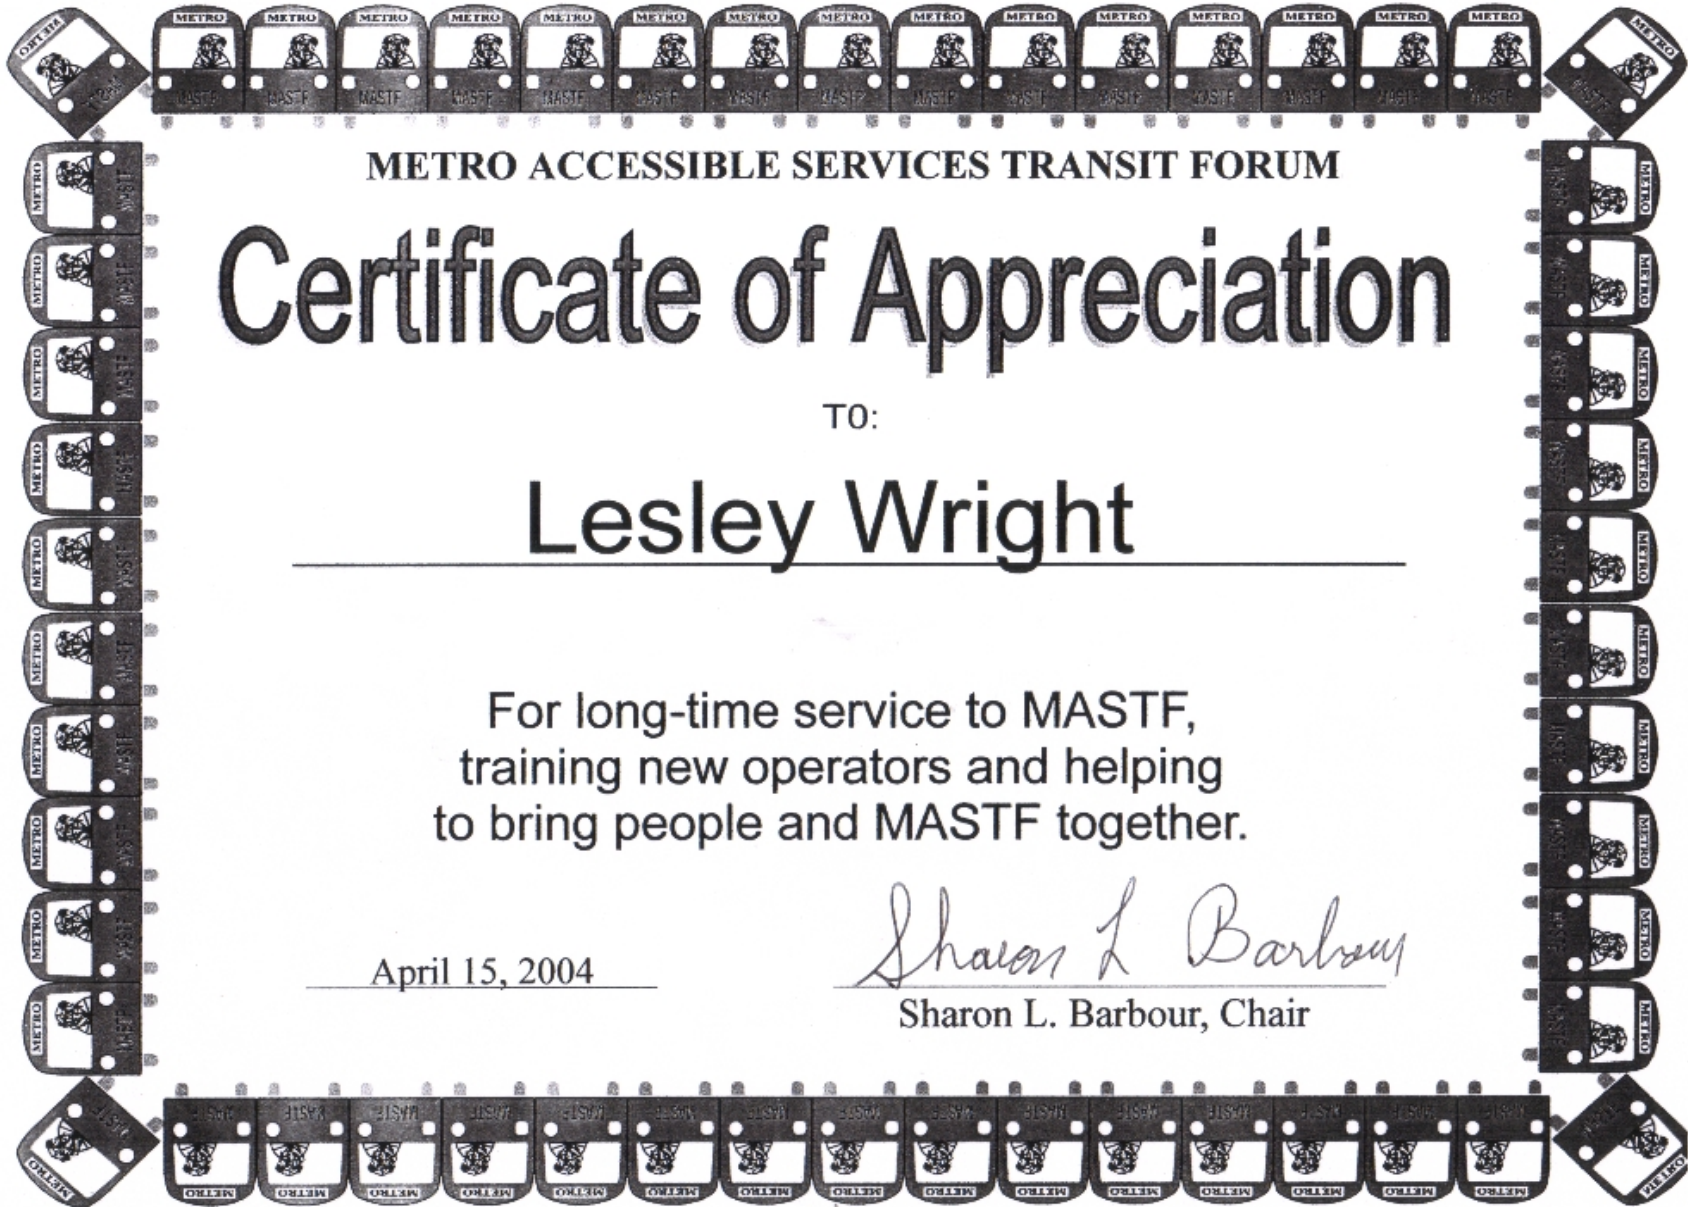 METRO ACCESSIBLE SERVICES TRANSIT FORUM
Certificate of Appreciation
TO:
Lesley Wright
For long-time service to MASTF,
training new operators and helping
to bring people and MASTF together.
April 15, 2004
Sharon L Barbour
Sharon L. Barbour, Chair